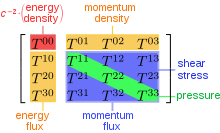 c⁻²·(energy density) momentum density
T⁰⁰ T⁰¹ T⁰² T⁰³
T¹⁰ T¹¹ T¹² T¹³
T²⁰ T²¹ T²² T²³
T³⁰ T³¹ T³² T³³
shear
stress
pressure
energy momentum
flux flux